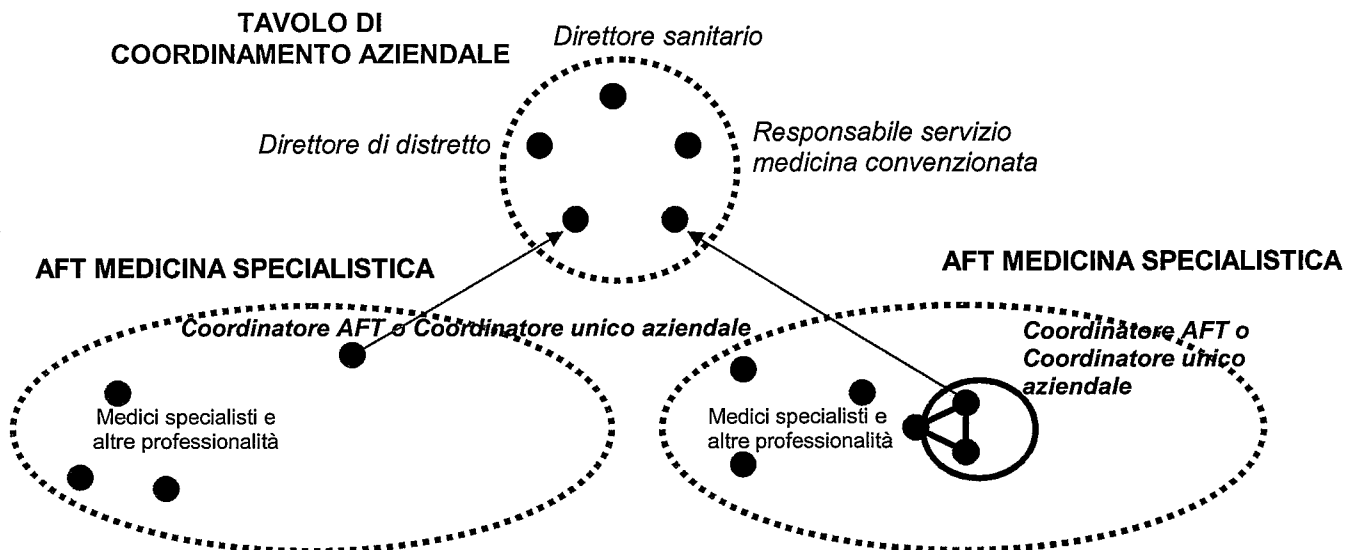 TAVOLO DI
COORDINAMENTO AZIENDALE
Direttore sanitario
Direttore di distretto
Responsabile servizio
medicina convenzionata
AFT MEDICINA SPECIALISTICA
AFT MEDICINA SPECIALISTICA
Coordinatore AFT o Coordinatore unico aziendale
Coordinatore AFT o
Coordinatore unico
aziendale
Medici specialisti e
altre professionalità
Medici specialisti e
altre professionalità